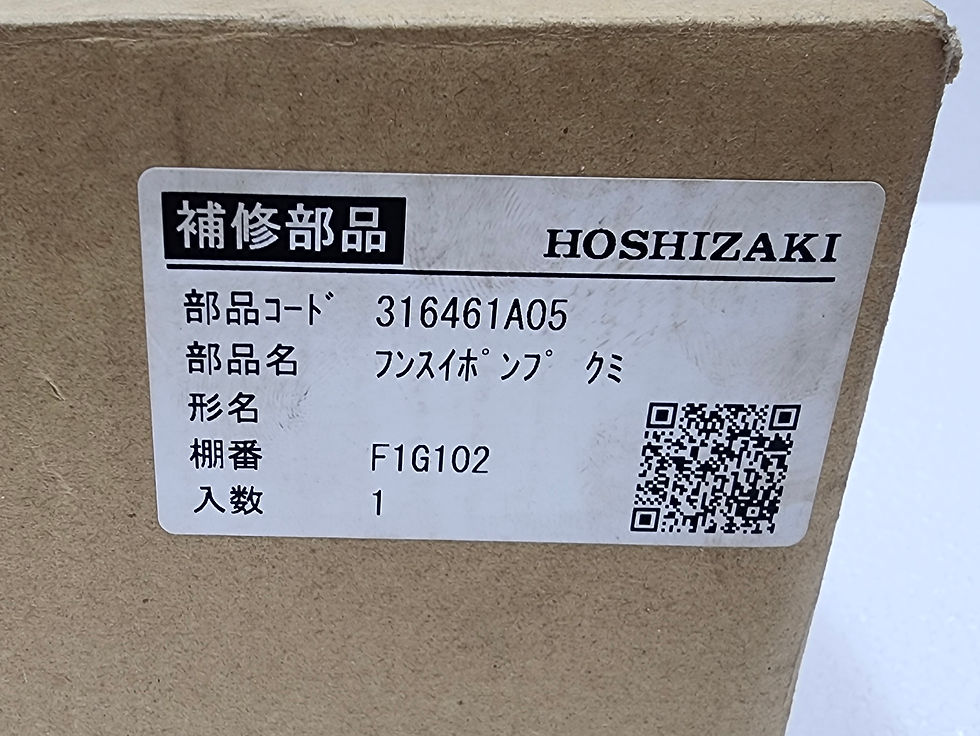 補修部品
HOSHIZAKI
部品ｺｰﾄﾞ 316461A05
部品名 ﾌﾝｽｲﾎﾟﾝﾌﾟ ｸﾐ
形名
棚番 F1G102
入数 1